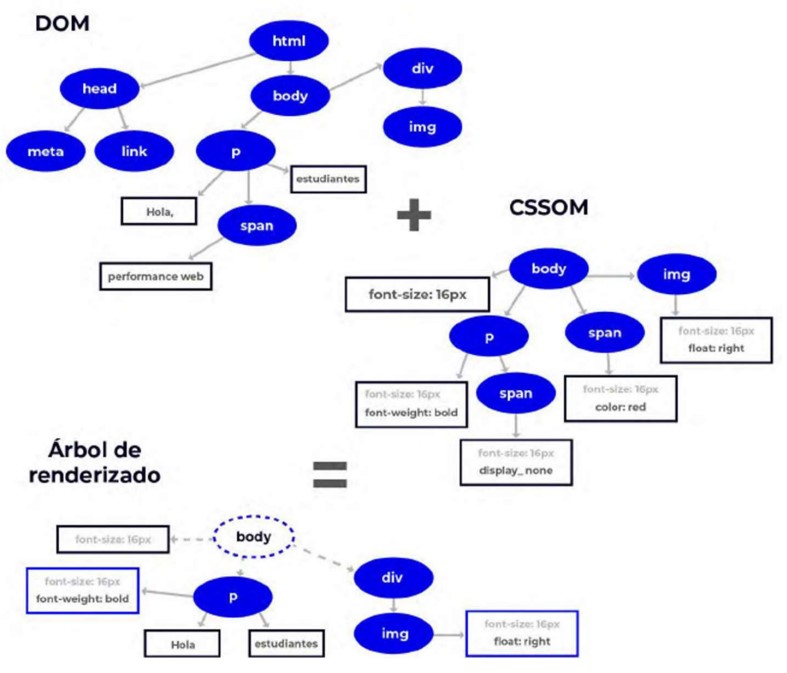 DOM
html
head
body
div
img
meta
link
p
estudiantes
Hola,
span
performance web
+
CSSOM
body
img
font-size: 16px
p
span
font-size: 16px
float: right
font-size: 16px
font-weight: bold
span
font-size: 16px
color: red
font-size: 16px
display_none
Árbol de
renderizado
=
font-size: 16px
body
font-size: 16px
font-weight: bold
p
div
Hola
estudiantes
img
font-size: 16px
float: right